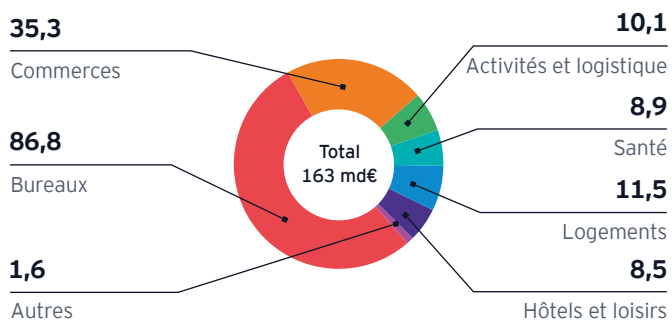 35,3
Commerces
86,8
Bureaux
1,6
Autres
Total
163 md€
10,1
Activités et logistique
8,9
Santé
11,5
Logements
8,5
Hôtels et loisirs